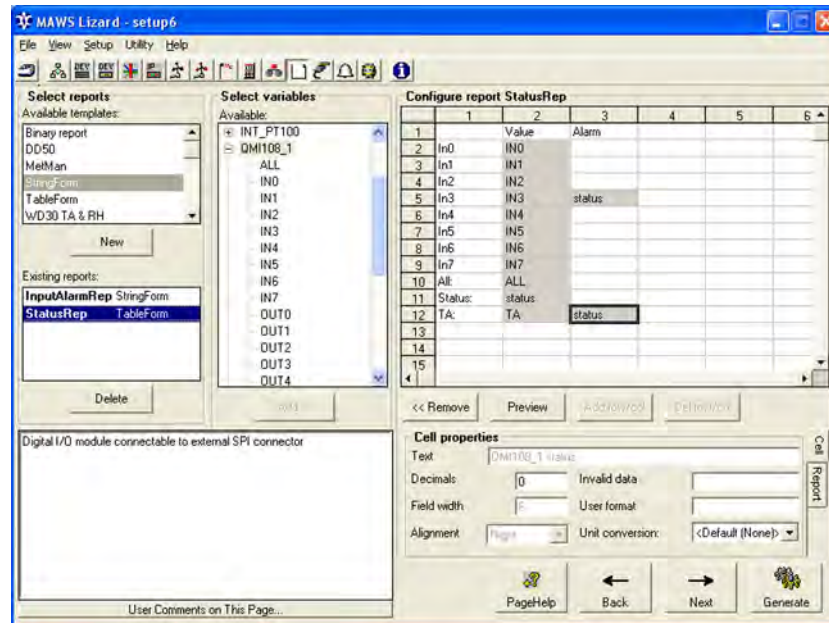 MAWS Lizard - setup6
File View Setup Utility Help
Select reports
Available templates:
Binary report
DD50
MetMan
StringForm
TableForm
WD30 TA & RH
New
Existing reports:
InputAlarmRep StringForm
StatusRep TableForm
Delete
Select variables
Available:
INT_PT100
QMI108_1
ALL
IN0
IN1
IN2
IN3
IN4
IN5
IN6
IN7
OUT0
OUT1
OUT2
OUT3
OUT4
Configure report StatusRep
1 2 3 4 5 6
1 Value Alarm
2 In0 IN0
3 In1 IN1
4 In2 IN2
5 In3 IN3 status
6 In4 IN4
7 In5 IN5
8 In6 IN6
9 In7 IN7
10 All: ALL
11 Status: status
12 TA: TA status
13
14
15
<< Remove Preview
Digital I/O module connectable to external SPI connector
User Comments on This Page...
Cell properties
Text QMI108_1 status
Decimals 0 Invalid data
Field width User format
Alignment Right Unit conversion: <Default (None)>
Cell
Report
PageHelp Back Next Generate